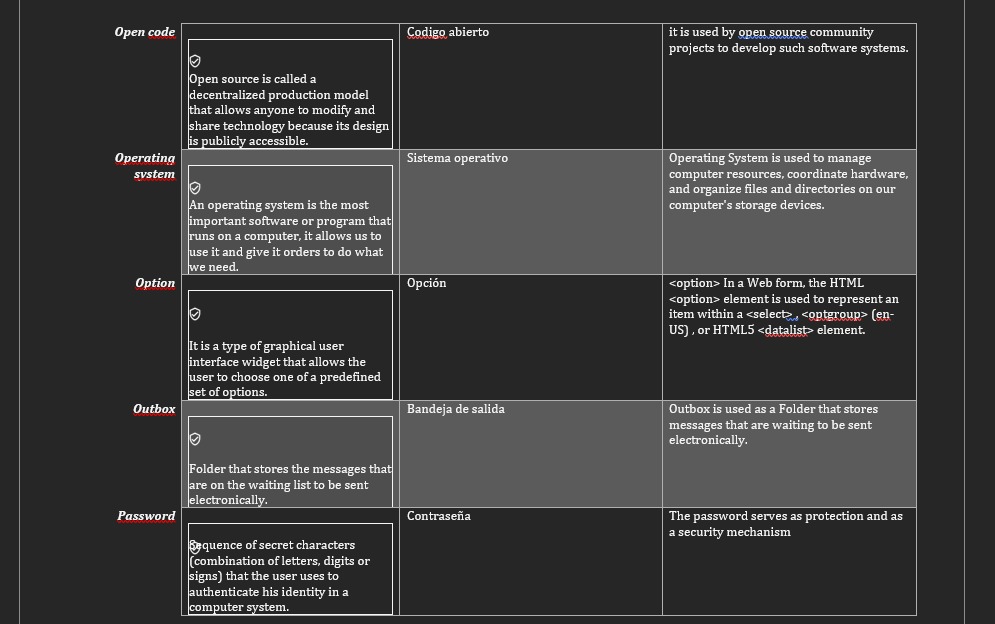 Open code
Open source is called a
decentralized production model
that allows anyone to modify and
share technology because its design
is publicly accessible.
Codigo abierto
it is used by open source community
projects to develop such software systems.
Operating
system
An operating system is the most
important software or program that
runs on a computer, it allows us to
use it and give it orders to do what
we need.
Sistema operativo
Operating System is used to manage
computer resources, coordinate hardware,
and organize files and directories on our
computer's storage devices.
Option
It is a type of graphical user
interface widget that allows the
user to choose one of a predefined
set of options.
Opción
<option> In a Web form, the HTML
<option> element is used to represent an
item within a <select> , <optgroup> (en-
US) , or HTML5 <datalist> element.
Outbox
Folder that stores the messages that
are on the waiting list to be sent
electronically.
Bandeja de salida
Outbox is used as a Folder that stores
messages that are waiting to be sent
electronically.
Password
Sequence of secret characters
(combination of letters, digits or
signs) that the user uses to
authenticate his identity in a
computer system.
Contraseña
The password serves as protection and as
a security mechanism